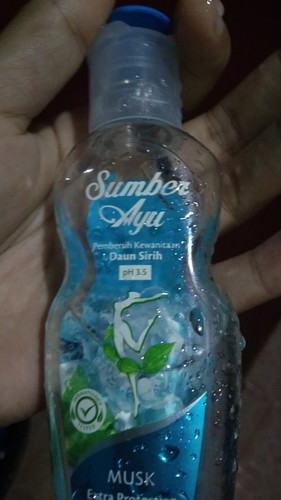 Sumber
Ayu
Pembersih Kewanitaan
Daun Sirih
pH 3.5
MUSK
Extra Protection